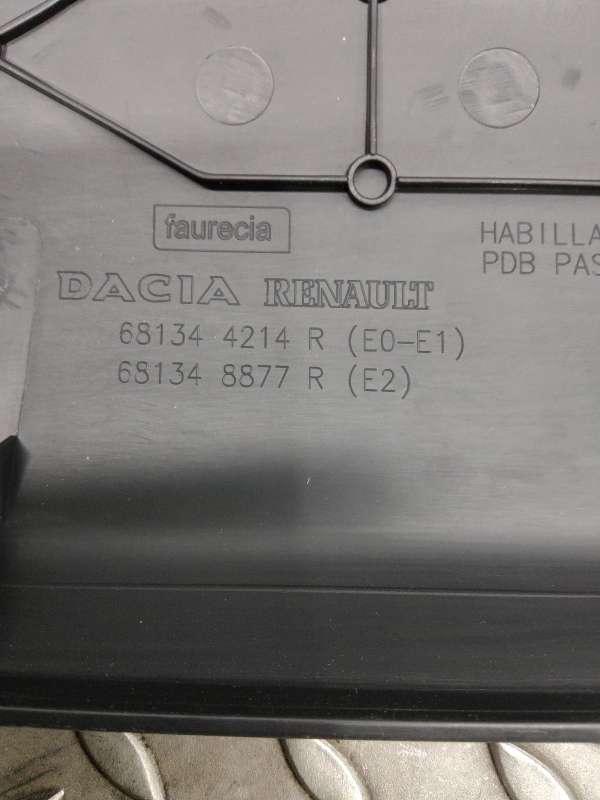 faurecia
HABILLA
PDB PAS
DACIA RENAULT
68134 4214 R (E0-E1)
68134 8877 R (E2)